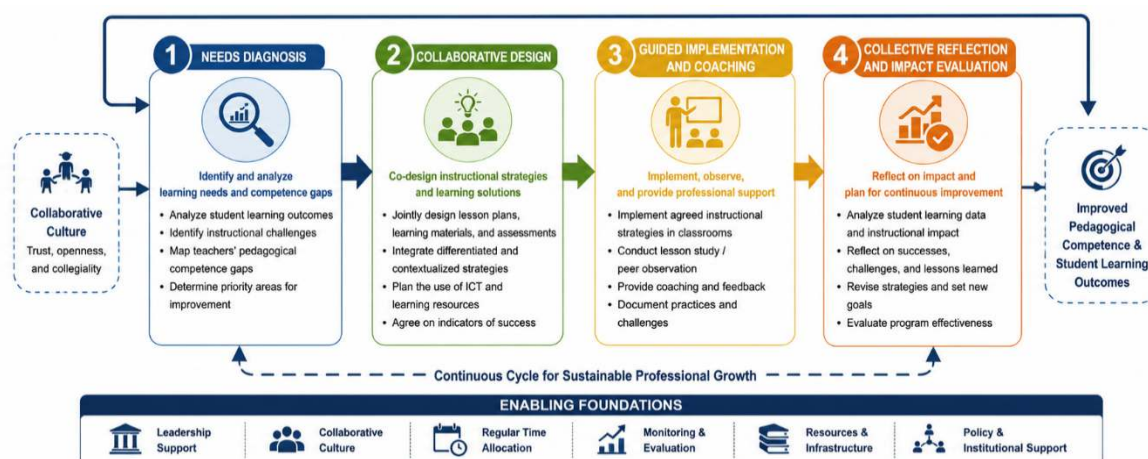 1 NEEDS DIAGNOSIS
Identify and analyze
learning needs and competence gaps
• Analyze student learning outcomes
• Identify instructional challenges
• Map teachers' pedagogical
competence gaps
• Determine priority areas for
improvement
2 COLLABORATIVE DESIGN
Co-design instructional strategies
and learning solutions
• Jointly design lesson plans,
learning materials, and assessments
• Integrate differentiated and
contextualized strategies
• Plan the use of ICT and
learning resources
• Agree on indicators of success
3 GUIDED IMPLEMENTATION
AND COACHING
Implement, observe,
and provide professional support
• Implement agreed instructional
strategies in classrooms
• Conduct lesson study /
peer observation
• Provide coaching and feedback
• Document practices and
challenges
4 COLLECTIVE REFLECTION
AND IMPACT EVALUATION
Reflect on impact and
plan for continuous improvement
• Analyze student learning data
and instructional impact
• Reflect on successes,
challenges, and lessons learned
• Revise strategies and set new
goals
• Evaluate program effectiveness
Collaborative
Culture
Trust, openness,
and collegiality
Improved
Pedagogical
Competence &
Student Learning
Outcomes
Continuous Cycle for Sustainable Professional Growth
ENABLING FOUNDATIONS
Leadership
Support
Collaborative
Culture
Regular Time
Allocation
Monitoring &
Evaluation
Resources &
Infrastructure
Policy &
Institutional Support